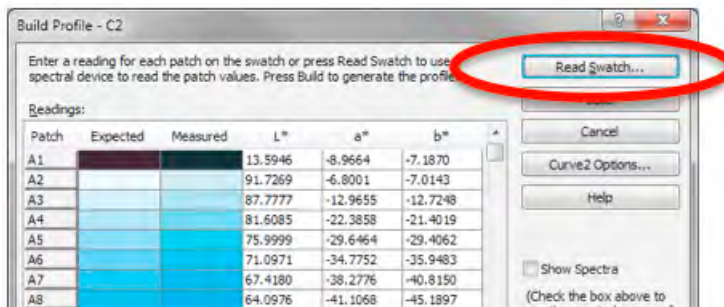 Build Profile - C2
Enter a reading for each patch on the swatch or press Read Swatch to use
spectral device to read the patch values. Press Build to generate the profile
Read Swatch...
Readings:
Patch Expected Measured L* a* b*
Cancel
A1 13.5946 -8.9664 -7.1870
A2 91.7269 -6.8001 -7.0143
Curve2 Options...
A3 87.7777 -12.9655 -12.7248
Help
A4 81.6085 -22.3858 -21.4019
A5 75.9999 -29.6464 -29.4062
A6 71.0971 -34.7752 -35.9483
A7 67.4180 -38.2776 -40.8150
Show Spectra
A8 64.0976 -41.1068 -45.1897
(Check the box above to